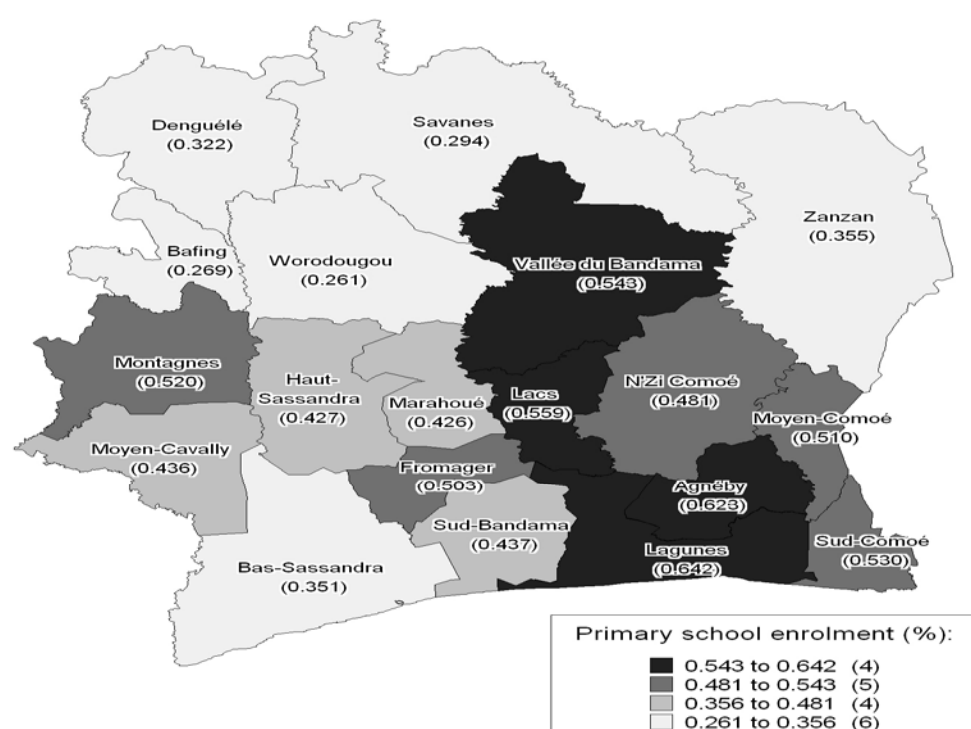 Denguélé
(0.322)
Savanes
(0.294)
Zanzan
(0.355)
Bafing
(0.269)
Worodougou
(0.261)
Vallée du Bandama
(0.543)
Montagnes
(0.520)
Haut-
Sassandra
(0.427)
Marahoué
(0.426)
Lacs
(0.559)
N'Zi Comoé
(0.481)
Moyen-Comoé
(0.510)
Moyen-Cavally
(0.436)
Fromager
(0.503)
Agnéby
(0.623)
Sud-Bandama
(0.437)
Lagunes
(0.642)
Sud-Comoé
(0.530)
Bas-Sassandra
(0.351)
Primary school enrolment (%):
0.543 to 0.642 (4)
0.481 to 0.543 (5)
0.356 to 0.481 (4)
0.261 to 0.356 (6)